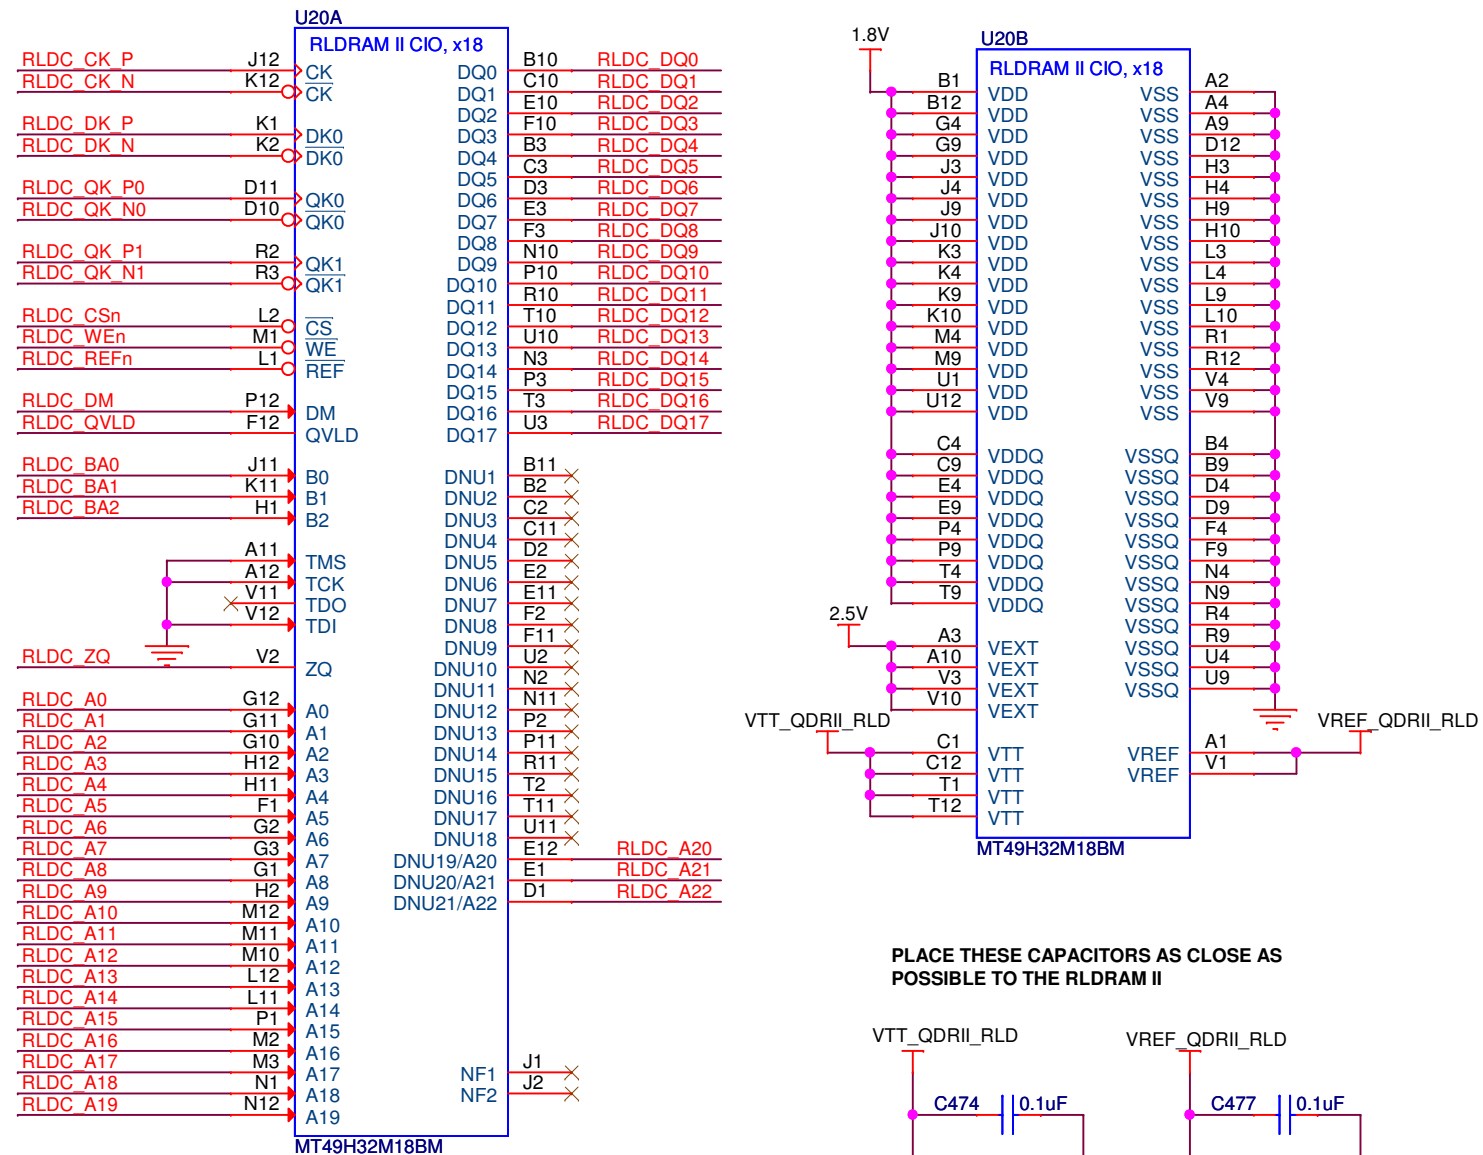 U20A
RLDRAM II CIO, x18
RLDC_CK_P J12 CK
RLDC_CK_N K12 CK
RLDC_DK_P K1 DK0
RLDC_DK_N K2 DK0
RLDC_QK_P0 D11 QK0
RLDC_QK_N0 D10 QK0
RLDC_QK_P1 R2 QK1
RLDC_QK_N1 R3 QK1
RLDC_CSn L2 CS
RLDC_WEn M1 WE
RLDC_REFn L1 REF
RLDC_DM P12 DM
RLDC_QVLD F12 QVLD
RLDC_BA0 J11 B0
RLDC_BA1 K11 B1
RLDC_BA2 H1 B2
A11 TMS
A12 TCK
V11 TDO
V12 TDI
RLDC_ZQ V2 ZQ
RLDC_A0 G12 A0
RLDC_A1 G11 A1
RLDC_A2 G10 A2
RLDC_A3 H12 A3
RLDC_A4 H11 A4
RLDC_A5 F1 A5
RLDC_A6 G2 A6
RLDC_A7 G3 A7
RLDC_A8 G1 A8
RLDC_A9 H2 A9
RLDC_A10 M12 A10
RLDC_A11 M11 A11
RLDC_A12 M10 A12
RLDC_A13 L12 A13
RLDC_A14 L11 A14
RLDC_A15 P1 A15
RLDC_A16 M2 A16
RLDC_A17 M3 A17
RLDC_A18 N1 A18
RLDC_A19 N12 A19
DQ0 B10 RLDC_DQ0
DQ1 C10 RLDC_DQ1
DQ2 E10 RLDC_DQ2
DQ3 F10 RLDC_DQ3
DQ4 B3 RLDC_DQ4
DQ5 C3 RLDC_DQ5
DQ6 D3 RLDC_DQ6
DQ7 E3 RLDC_DQ7
DQ8 F3 RLDC_DQ8
DQ9 N10 RLDC_DQ9
DQ10 P10 RLDC_DQ10
DQ11 R10 RLDC_DQ11
DQ12 T10 RLDC_DQ12
DQ13 U10 RLDC_DQ13
DQ14 N3 RLDC_DQ14
DQ15 P3 RLDC_DQ15
DQ16 T3 RLDC_DQ16
DQ17 U3 RLDC_DQ17
DNU1 B11
DNU2 B2
DNU3 C2
DNU4 C11
DNU5 D2
DNU6 E2
DNU7 E11
DNU8 F2
DNU9 F11
DNU10 U2
DNU11 N2
DNU12 N11
DNU13 P2
DNU14 P11
DNU15 R11
DNU16 T2
DNU17 T11
DNU18 U11
DNU19/A20 E12 RLDC_A20
DNU20/A21 E1 RLDC_A21
DNU21/A22 D1 RLDC_A22
NF1 J1
NF2 J2
MT49H32M18BM
1.8V
U20B
RLDRAM II CIO, x18
B1 VDD VSS A2
B12 VDD VSS A4
G4 VDD VSS A9
G9 VDD VSS D12
J3 VDD VSS H3
J4 VDD VSS H4
J9 VDD VSS H9
J10 VDD VSS H10
K3 VDD VSS L3
K4 VDD VSS L4
K9 VDD VSS L9
K10 VDD VSS L10
M4 VDD VSS R1
M9 VDD VSS R12
U1 VDD VSS V4
U12 VDD VSS V9
C4 VDDQ VSSQ B4
C9 VDDQ VSSQ B9
E4 VDDQ VSSQ D4
E9 VDDQ VSSQ D9
P4 VDDQ VSSQ F4
P9 VDDQ VSSQ F9
T4 VDDQ VSSQ N4
T9 VDDQ VSSQ N9
VSSQ R4
2.5V
A3 VEXT VSSQ R9
A10 VEXT VSSQ U4
V3 VEXT VSSQ U9
V10 VEXT
VTT_QDRII_RLD
VREF_QDRII_RLD
C1 VTT VREF A1
C12 VTT VREF V1
T1 VTT
T12 VTT
MT49H32M18BM
PLACE THESE CAPACITORS AS CLOSE AS
POSSIBLE TO THE RLDRAM II
VTT_QDRII_RLD
VREF_QDRII_RLD
C474 0.1uF
C477 0.1uF